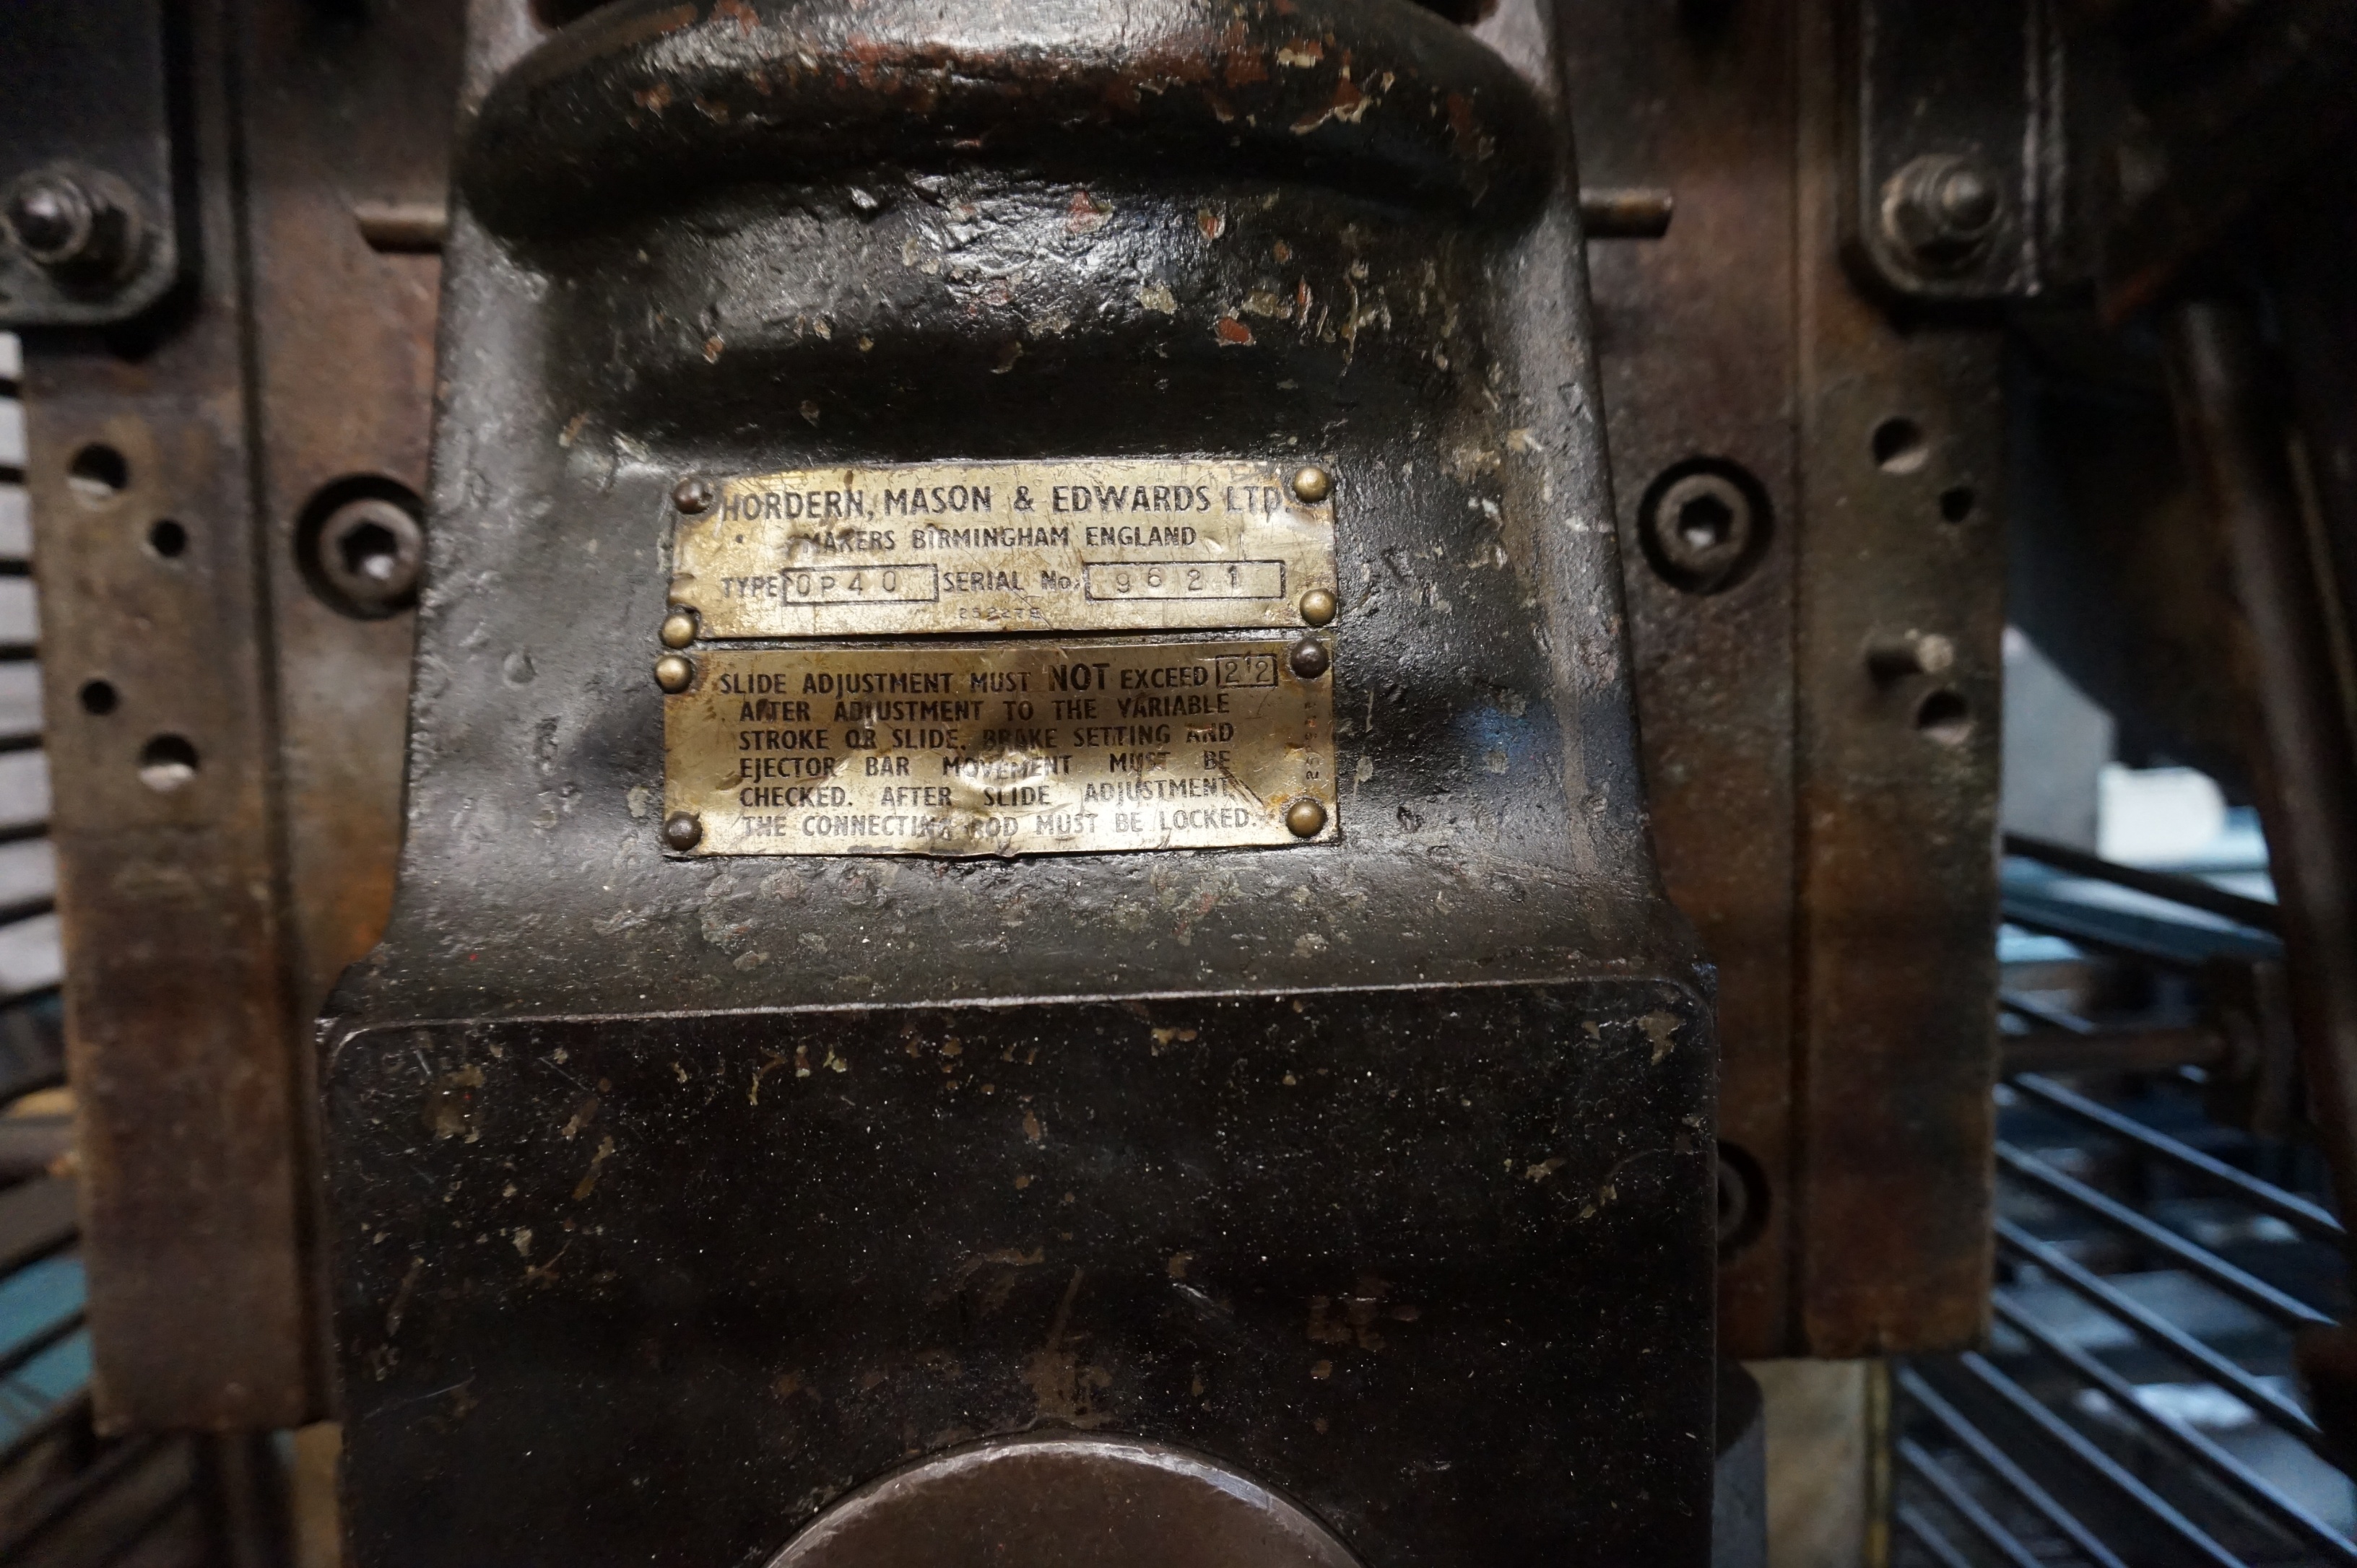 HORDERN, MASON & EDWARDS LTD.
MAKERS BIRMINGHAM ENGLAND
TYPE OP40 SERIAL No. 9621
SLIDE ADJUSTMENT MUST NOT EXCEED 2½
AFTER ADJUSTMENT TO THE VARIABLE
STROKE OR SLIDE, BRAKE SETTING AND
EJECTOR BAR MOVEMENT MUST BE
CHECKED. AFTER SLIDE ADJUSTMENT
THE CONNECTING ROD MUST BE LOCKED.